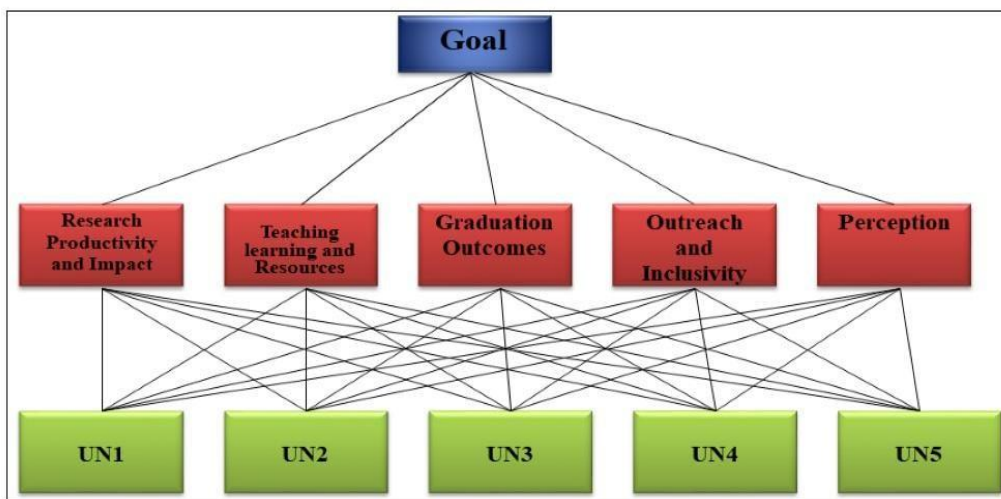 Goal
Research
Productivity
and Impact
Teaching
learning and
Resources
Graduation
Outcomes
Outreach
and
Inclusivity
Perception
UN1
UN2
UN3
UN4
UN5